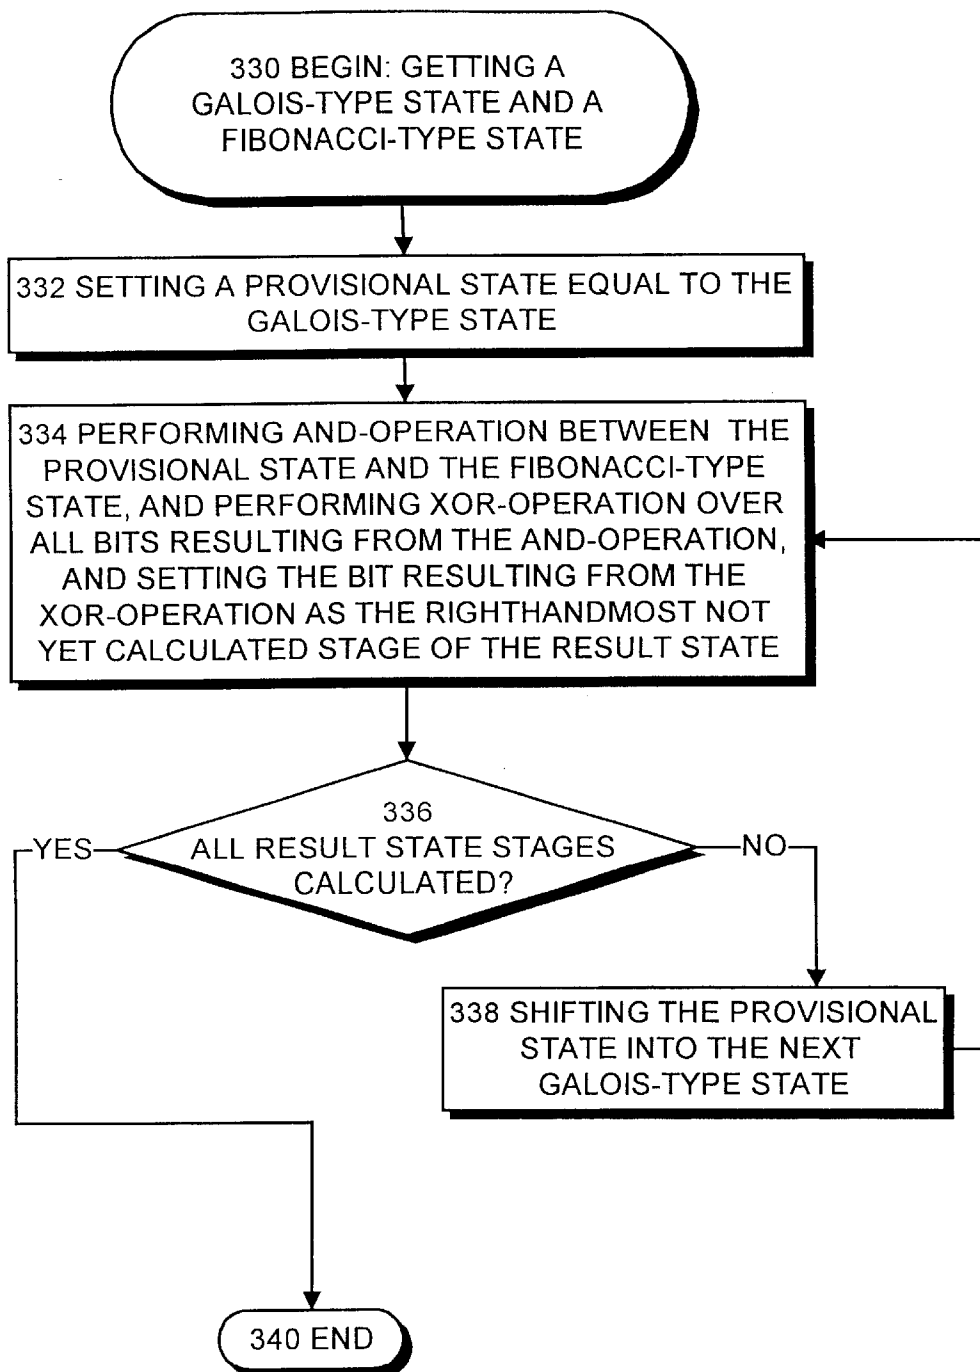 330 BEGIN: GETTING A
GALOIS-TYPE STATE AND A
FIBONACCI-TYPE STATE
332 SETTING A PROVISIONAL STATE EQUAL TO THE
GALOIS-TYPE STATE
334 PERFORMING AND-OPERATION BETWEEN THE
PROVISIONAL STATE AND THE FIBONACCI-TYPE
STATE, AND PERFORMING XOR-OPERATION OVER
ALL BITS RESULTING FROM THE AND-OPERATION,
AND SETTING THE BIT RESULTING FROM THE
XOR-OPERATION AS THE RIGHTHANDMOST NOT
YET CALCULATED STAGE OF THE RESULT STATE
336
ALL RESULT STATE STAGES
CALCULATED?
YES
NO
338 SHIFTING THE PROVISIONAL
STATE INTO THE NEXT
GALOIS-TYPE STATE
340 END